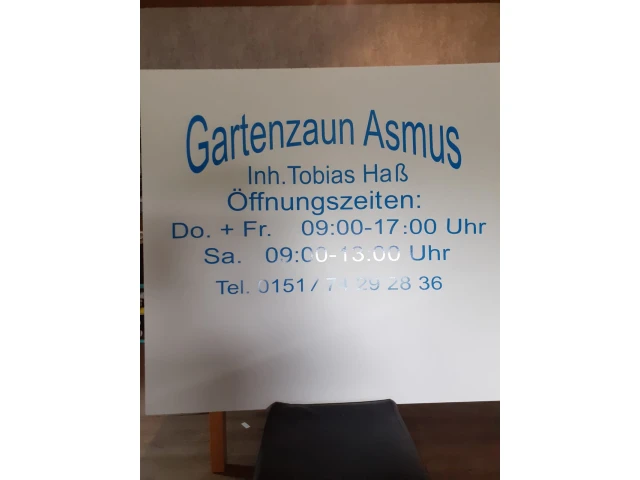 Gartenzaun Asmus
Inh.Tobias Haß
Öffnungszeiten:
Do. + Fr. 09:00-17:00 Uhr
Sa. 09:00-13:00 Uhr
Tel. 0151/ 29 28 36